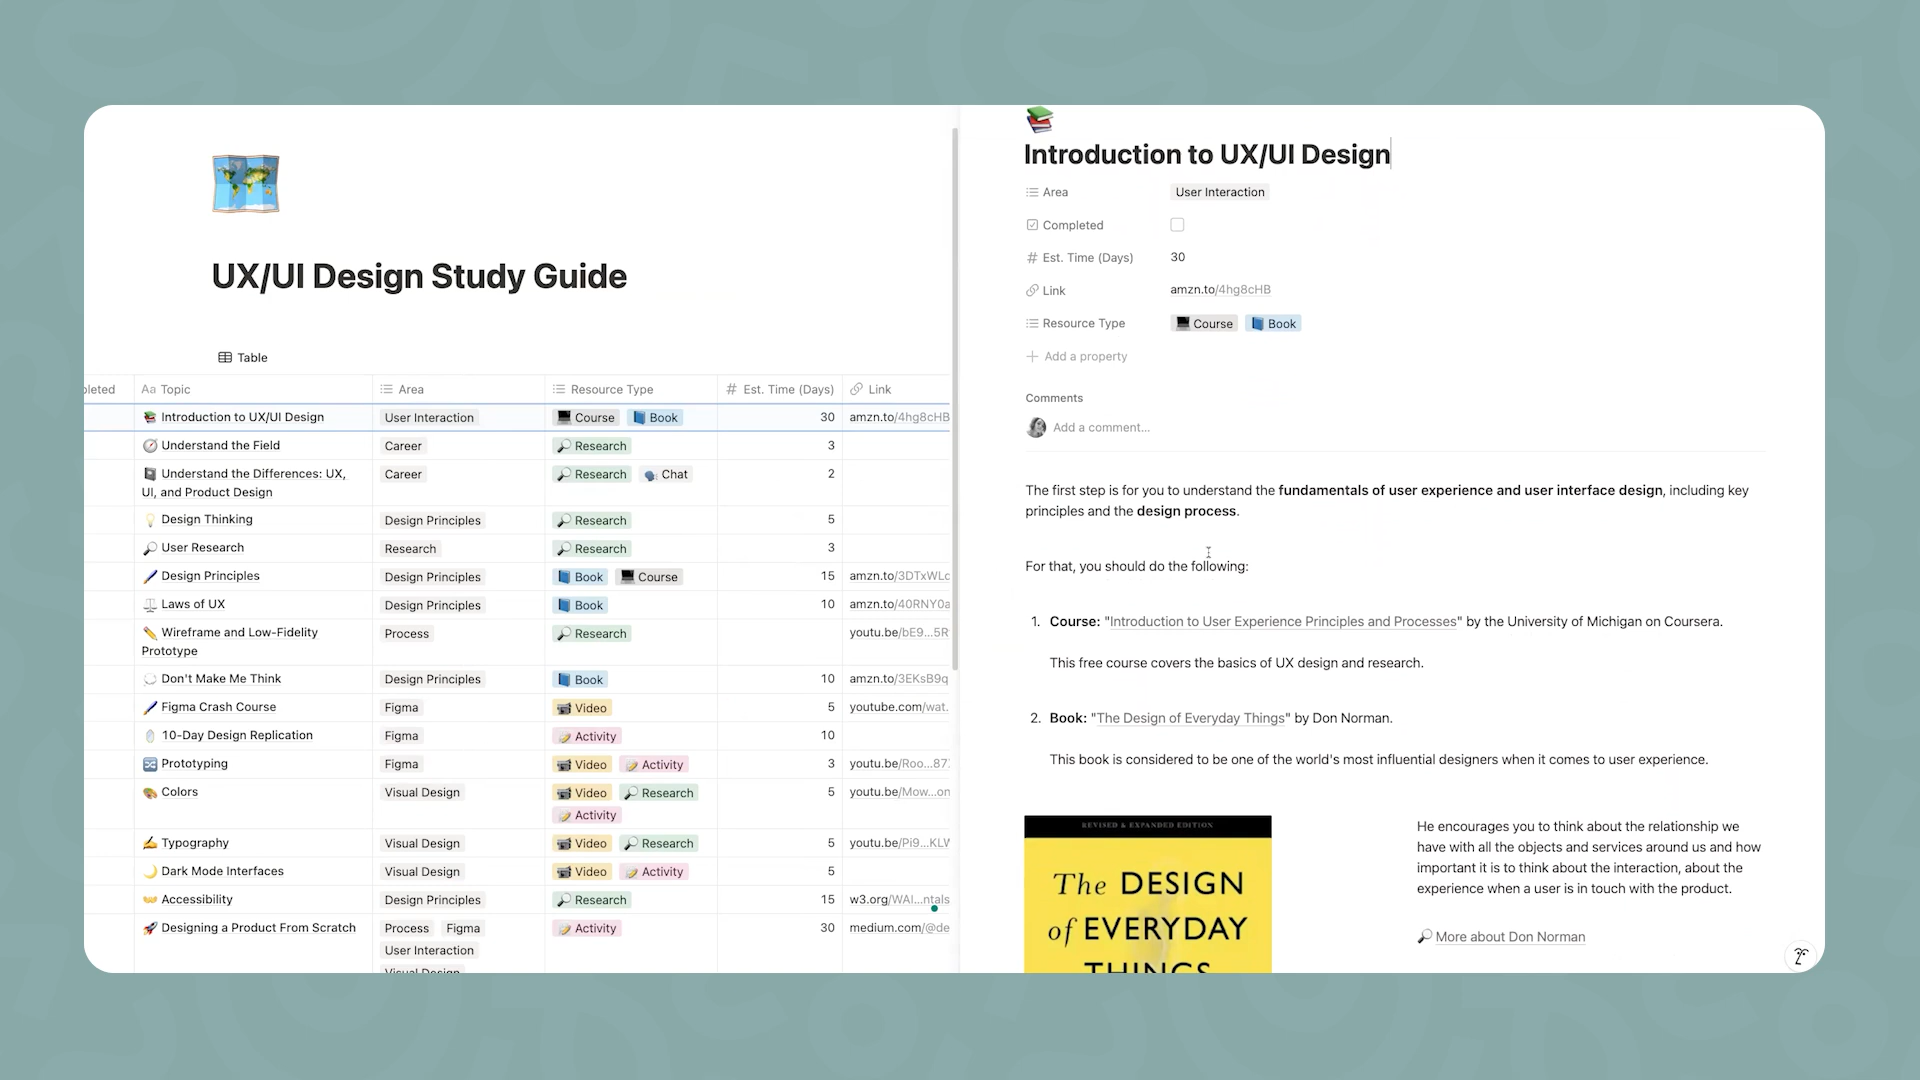 UX/UI Design Study Guide
Table
pleted Aa Topic Area Resource Type # Est. Time (Days) Link
Introduction to UX/UI Design User Interaction Course Book 30 amzn.to/4hg8cHB
Understand the Field Career Research 3
Understand the Differences: UX, Career Research Chat 2
UI, and Product Design
Design Thinking Design Principles Research 5
User Research Research Research 3
Design Principles Design Principles Book Course 15 amzn.to/3DTxWLc
Laws of UX Design Principles Book 10 amzn.to/40RNY0a
Wireframe and Low-Fidelity Process Research youtu.be/bE9...5R
Prototype
Don't Make Me Think Design Principles Book 10 amzn.to/3EKsB9q
Figma Crash Course Figma Video 5 youtube.com/wat.
10-Day Design Replication Figma Activity 10
Prototyping Figma Video Activity 3 youtu.be/Roo...87
Colors Visual Design Video Research 5 youtu.be/Mow...on
Activity
Typography Visual Design Video Research 5 youtu.be/Pi9...KLW
Dark Mode Interfaces Visual Design Video Activity 5
Accessibility Design Principles Research 15 w3.org/WAI...ntals
Designing a Product From Scratch Process Figma Activity 30 medium.com/@de
User Interaction
Visual Design
Introduction to UX/UI Design
Area User Interaction
Completed
# Est. Time (Days) 30
Link amzn.to/4hg8cHB
Resource Type Course Book
+ Add a property
Comments
Add a comment...
The first step is for you to understand the fundamentals of user experience and user interface design, including key
principles and the design process.
For that, you should do the following:
1. Course: "Introduction to User Experience Principles and Processes" by the University of Michigan on Coursera.
This free course covers the basics of UX design and research.
2. Book: "The Design of Everyday Things" by Don Norman.
This book is considered to be one of the world's most influential designers when it comes to user experience.
REVISED & EXPANDED EDITION
The DESIGN
of EVERYDAY
THINGS
He encourages you to think about the relationship we
have with all the objects and services around us and how
important it is to think about the interaction, about the
experience when a user is in touch with the product.
More about Don Norman